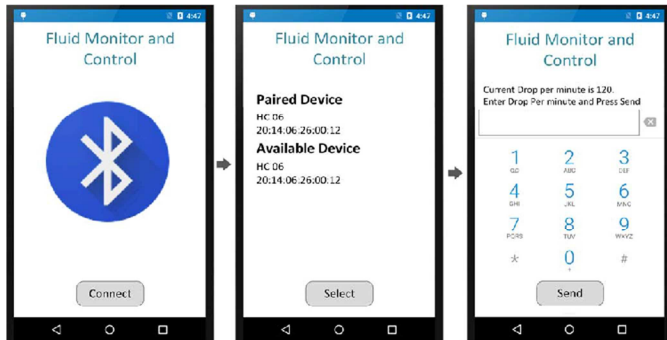 4:47
Fluid Monitor and
Control
Connect
4:47
Fluid Monitor and
Control
Paired Device
HC 06
20:14:06:26:00:12
Available Device
HC 06
20:14:06:26:00:12
Select
4:47
Fluid Monitor and
Control
Current Drop per minute is 120.
Enter Drop Per minute and Press Send
1 2 3
ABC DEF
4 5 6
GHI JKL MNO
7 8 9
PQRS TUV WXYZ
* 0 #
+
Send